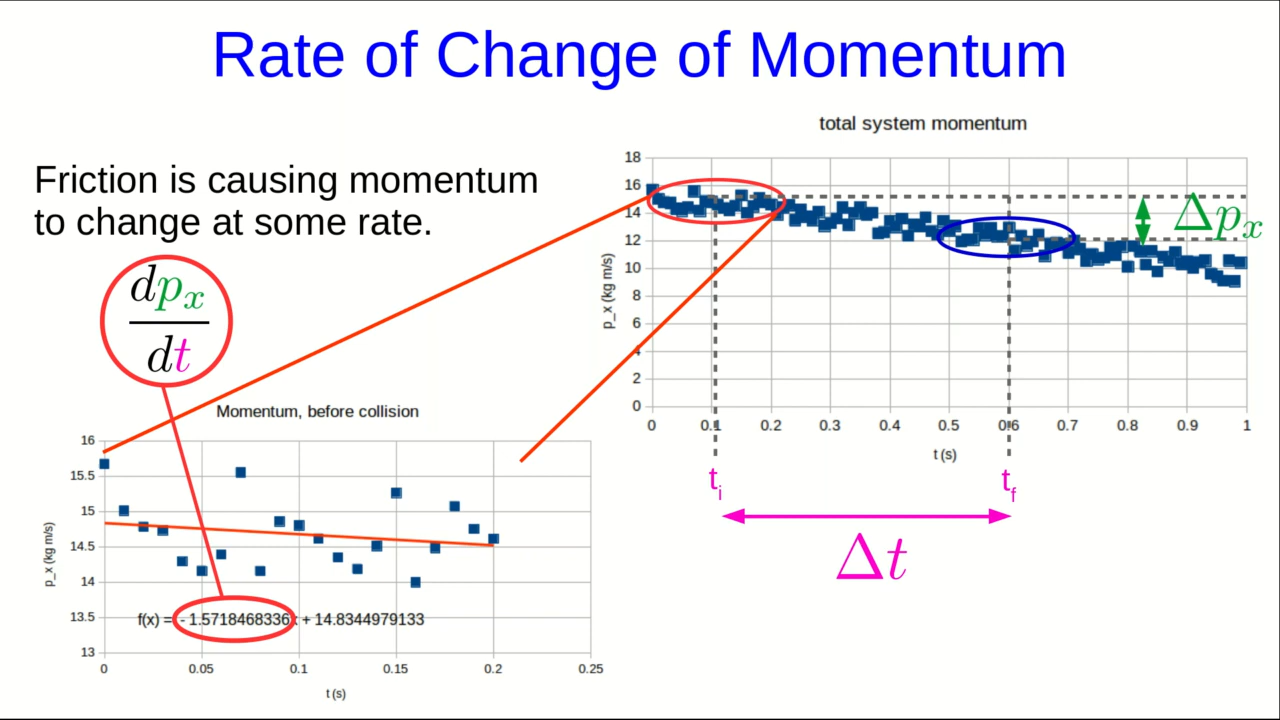 Rate of Change of Momentum
Friction is causing momentum
to change at some rate.
dpₓ
dt
total system momentum
18
16
14
12
10
8
6
4
2
0
p_x (kg m/s)
0 0.1 0.2 0.3 0.4 0.5 0.6 0.7 0.8 0.9 1
t (s)
Δpₓ
tᵢ
t_f
Δt
Momentum, before collision
16
15.5
15
14.5
14
13.5
13
p_x (kg m/s)
f(x) = - 1.5718468336x + 14.8344979133
0 0.05 0.1 0.15 0.2 0.25
t (s)